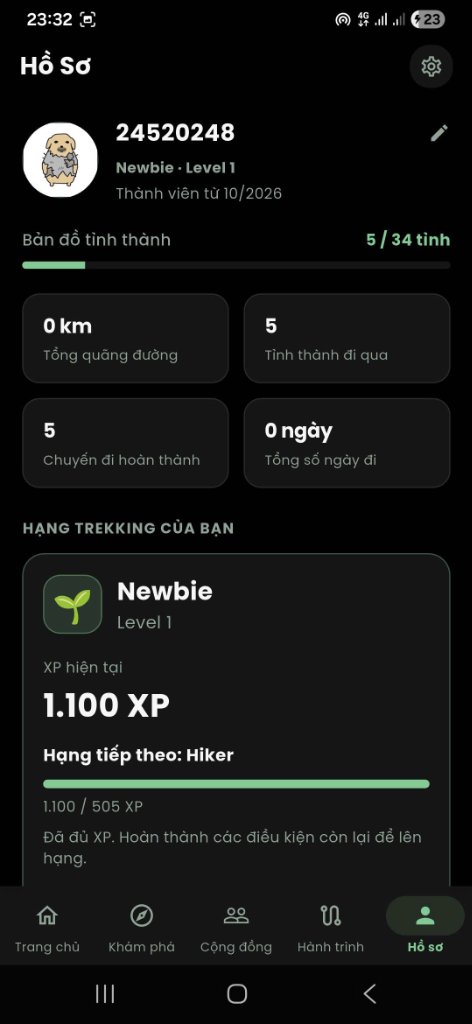 23:32
4G
23
Hồ Sơ
24520248
Newbie · Level 1
Thành viên từ 10/2026
Bản đồ tỉnh thành
5 / 34 tỉnh
0 km
Tổng quãng đường
5
Tỉnh thành đi qua
5
Chuyến đi hoàn thành
0 ngày
Tổng số ngày đi
HẠNG TREKKING CỦA BẠN
Newbie
Level 1
XP hiện tại
1.100 XP
Hạng tiếp theo: Hiker
1.100 / 505 XP
Đã đủ XP. Hoàn thành các điều kiện còn lại để lên
hạng.
Trang chủ
Khám phá
Cộng đồng
Hành trình
Hồ sơ